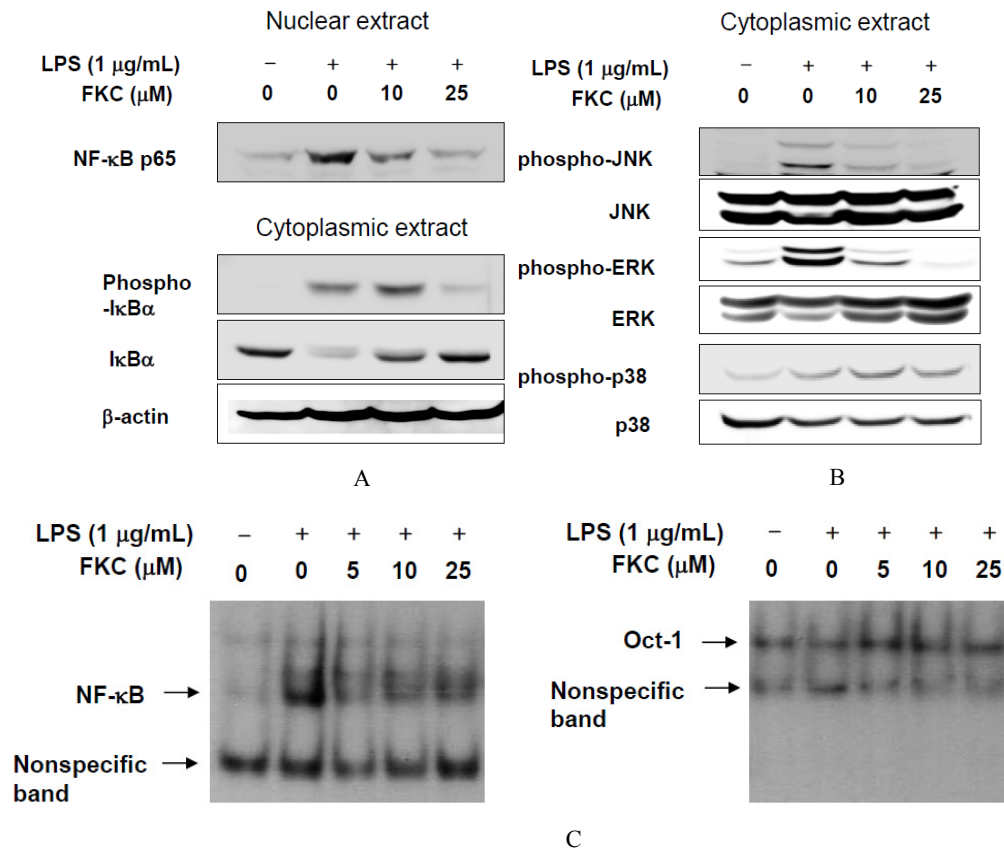 Nuclear extract
LPS (1 μg/mL) – + + +
FKC (μM) 0 0 10 25
NF-κB p65
Cytoplasmic extract
Phospho
-IκBα
IκBα
β-actin
A
Cytoplasmic extract
LPS (1 μg/mL) – + + +
FKC (μM) 0 0 10 25
phospho-JNK
JNK
phospho-ERK
ERK
phospho-p38
p38
B
LPS (1 μg/mL) – + + + +
FKC (μM) 0 0 5 10 25
NF-κB
Nonspecific
band
LPS (1 μg/mL) – + + + +
FKC (μM) 0 0 5 10 25
Oct-1
Nonspecific
band
C